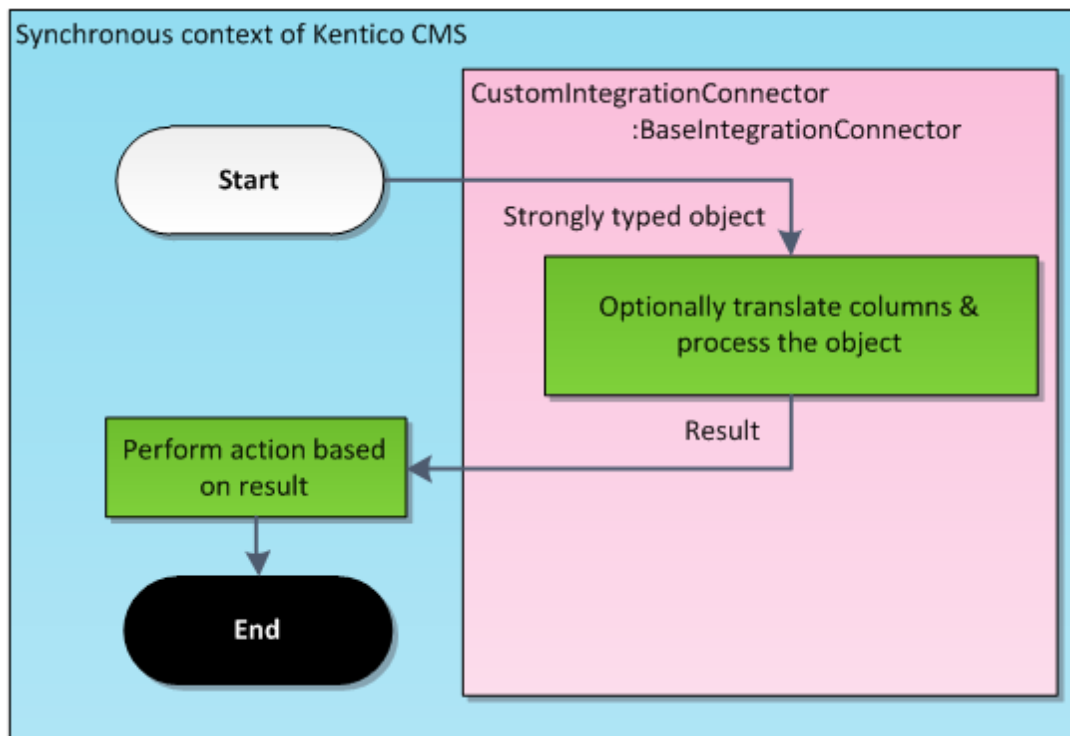 Synchronous context of Kentico CMS
CustomIntegrationConnector
:BaseIntegrationConnector
Start
Strongly typed object
Optionally translate columns &
process the object
Result
Perform action based
on result
End